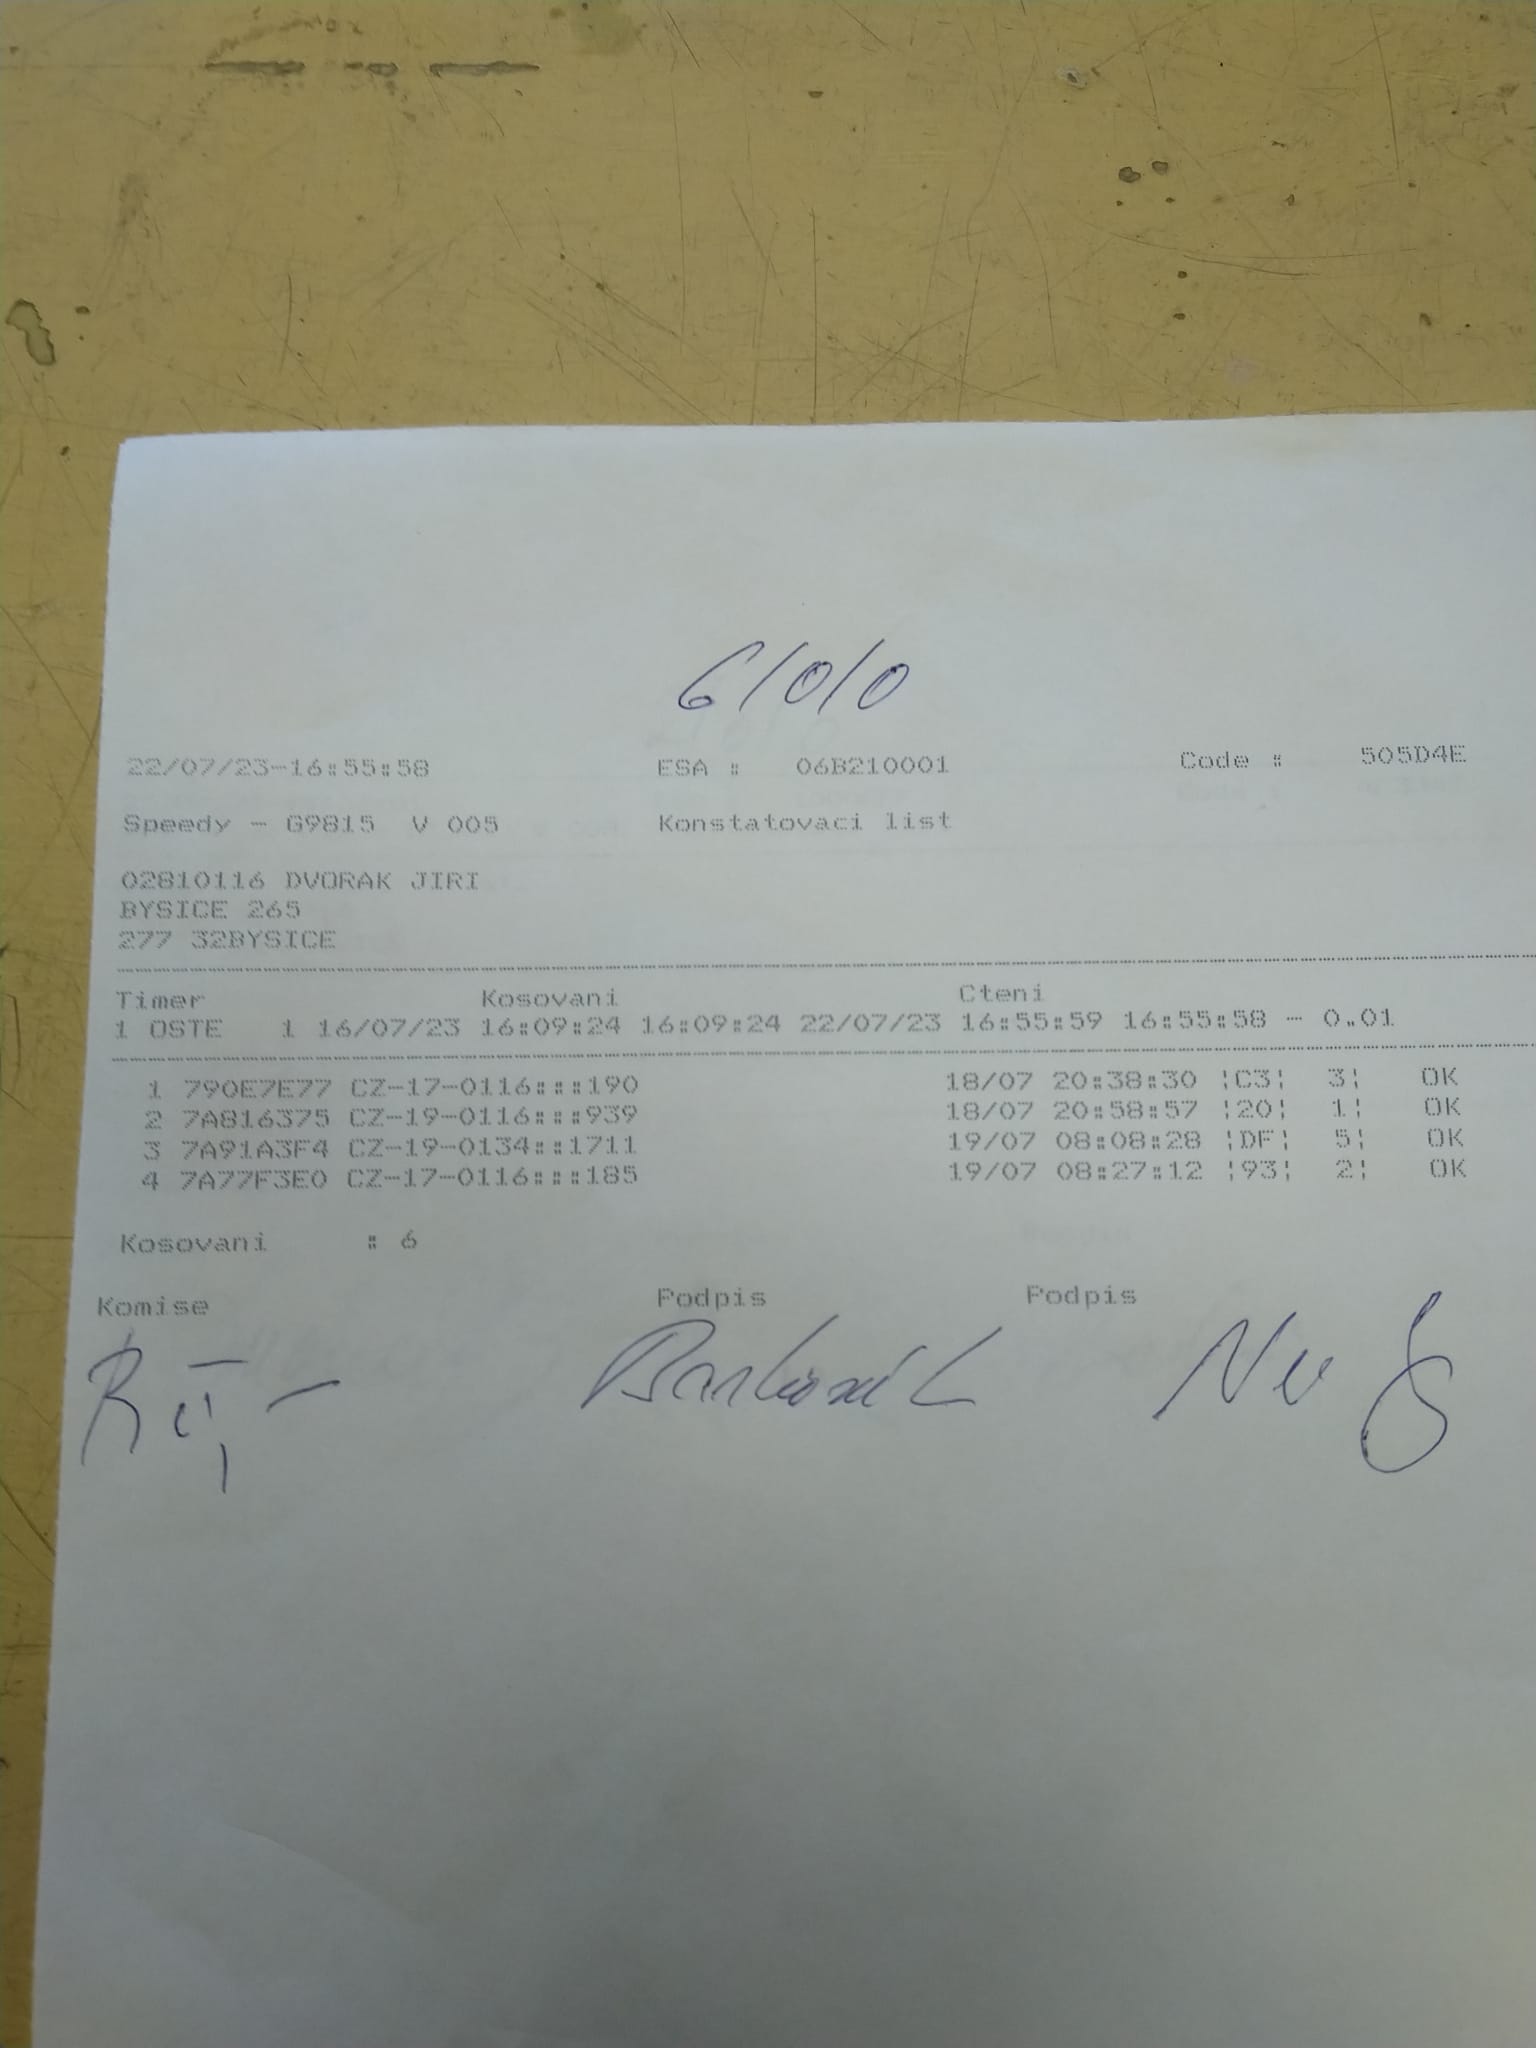 6/0/0
22/07/23-16:55:58 ESA : 06B210001 Code : 505D4E
Speedy - G9815 V 005 Konstatovaci list
02810116 DVORAK JIRI
BYSICE 265
277 32BYSICE
Timer Kosovani Cteni
1 OSTE 1 16/07/23 16:09:24 16:09:24 22/07/23 16:55:59 16:55:58 - 0.01
1 790E7E77 CZ-17-0116:::190 18/07 20:38:30 ¦C3¦ 3¦ OK
2 7A816375 CZ-19-0116:::939 18/07 20:58:57 ¦20¦ 1¦ OK
3 7A91A3F4 CZ-19-0134::1711 19/07 08:08:28 ¦DF¦ 5¦ OK
4 7A77F3E0 CZ-17-0116:::185 19/07 08:27:12 ¦93¦ 2¦ OK
Kosovani : 6
Komise Podpis Podpis